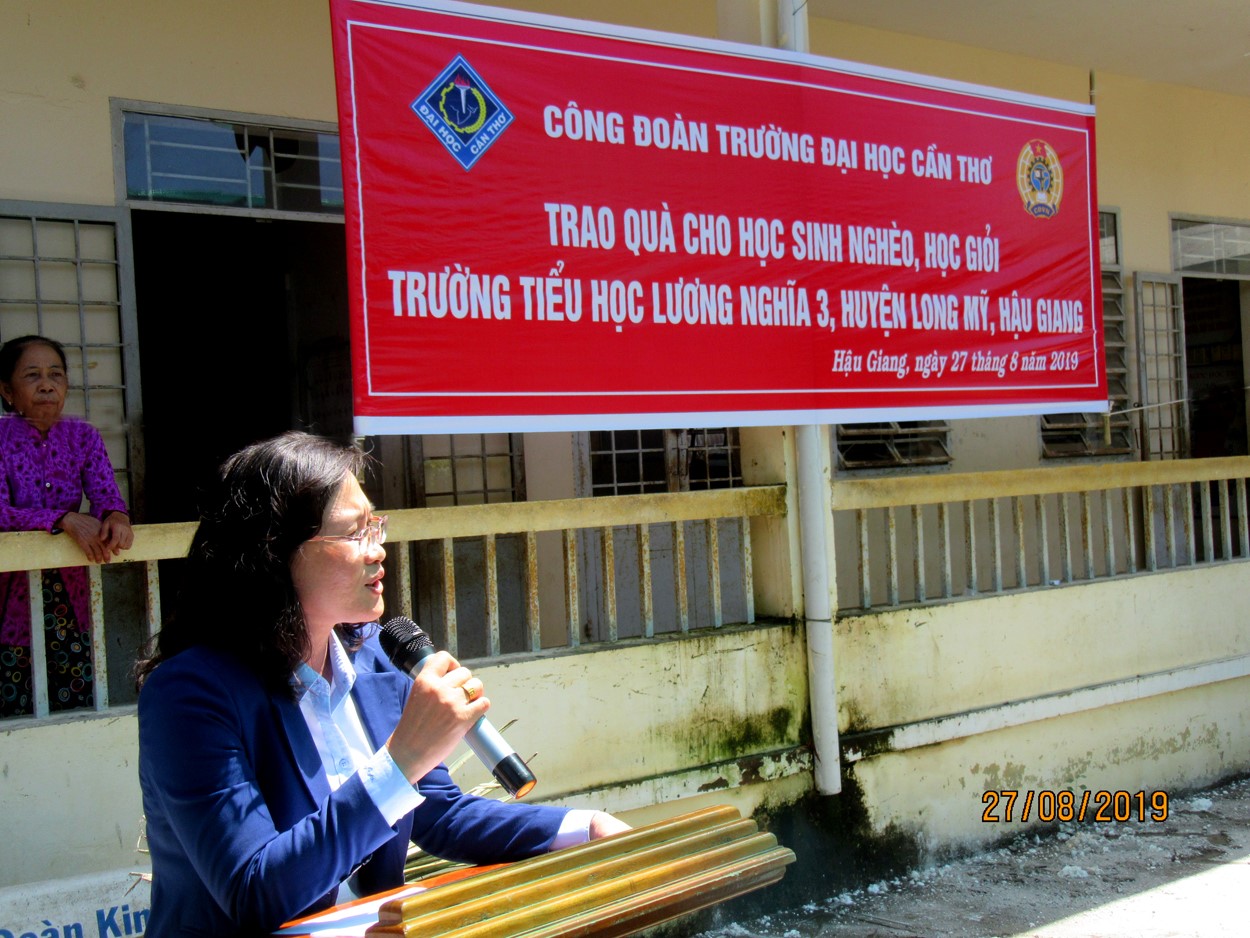 ĐẠI HỌC CẦN THƠ
CÔNG ĐOÀN TRƯỜNG ĐẠI HỌC CẦN THƠ
TRAO QUÀ CHO HỌC SINH NGHÈO, HỌC GIỎI
TRƯỜNG TIỂU HỌC LƯƠNG NGHĨA 3, HUYỆN LONG MỸ, HẬU GIANG
Hậu Giang, ngày 27 tháng 8 năm 2019
27/08/2019